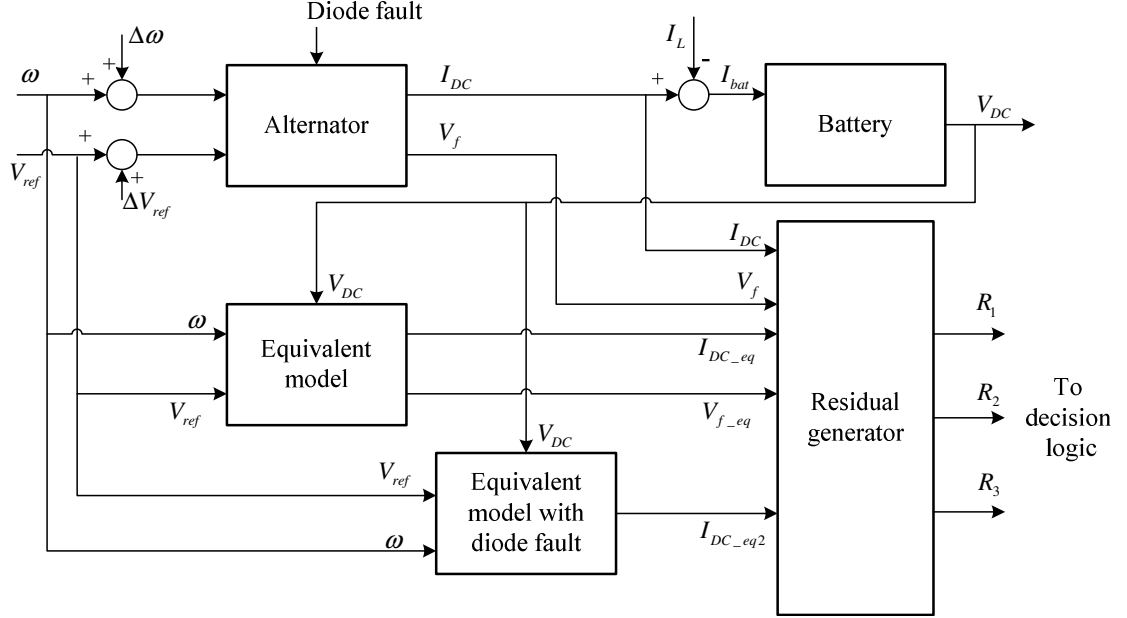 Diode fault
Δω
+
ω
+
I_L
-
I_DC
+
I_bat
Alternator
Battery
V_DC
+
V_f
V_ref
+
ΔV_ref
I_DC
V_DC
V_f
ω
R_1
Equivalent
model
I_DC_eq
V_ref
V_f_eq
Residual
generator
R_2
To
decision
logic
V_DC
V_ref
Equivalent
model with
diode fault
R_3
I_DC_eq2
ω